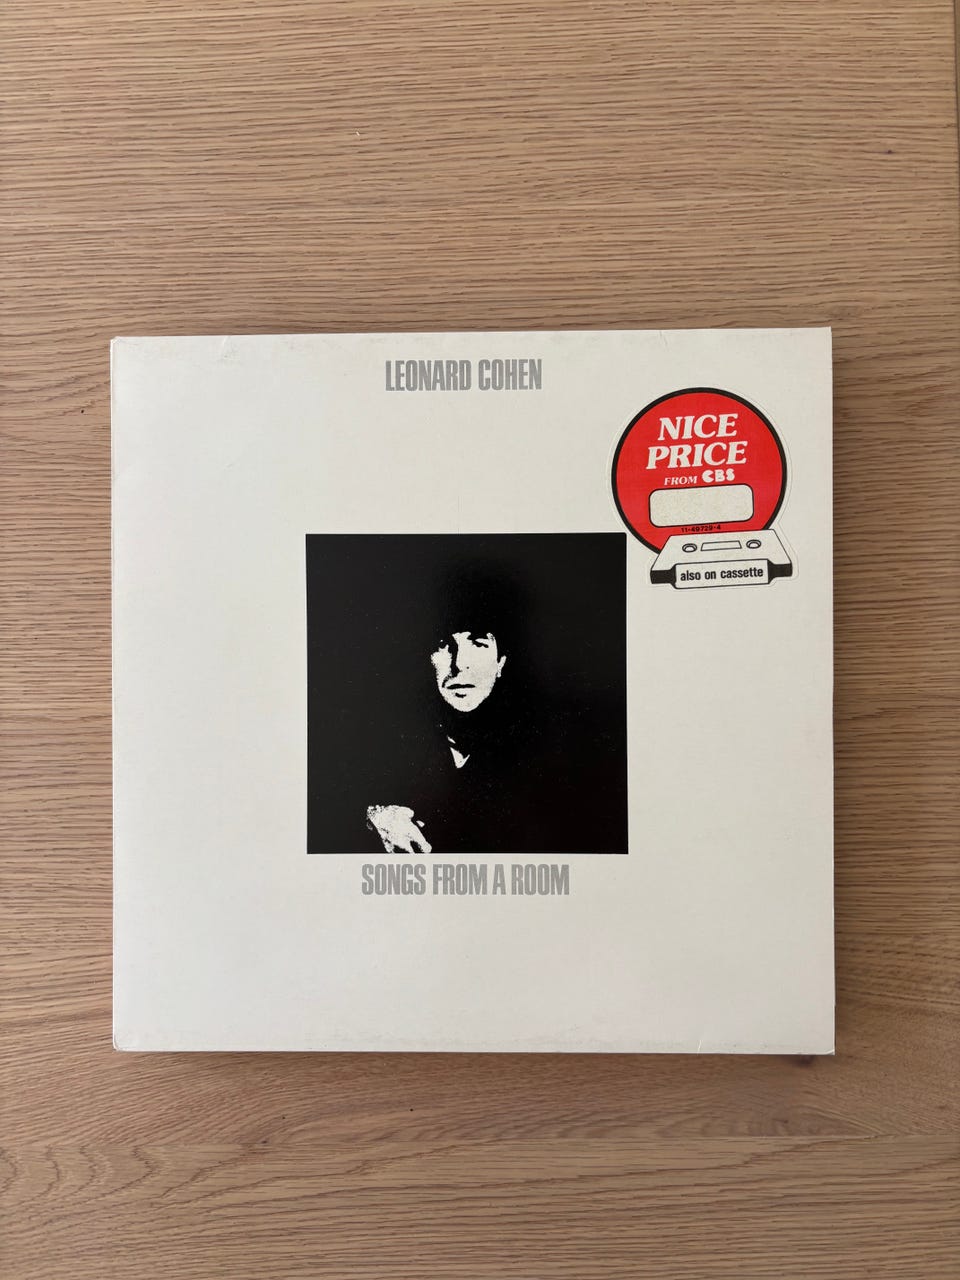 LEONARD COHEN
NICE
PRICE
FROM CBS
11-49729-4
also on cassette
SONGS FROM A ROOM